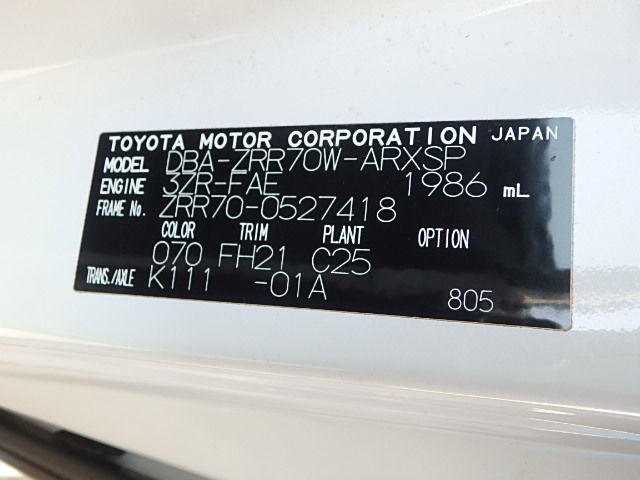 TOYOTA MOTOR CORPORATION JAPAN
MODEL DBA-ZRR70W-ARXSP
ENGINE 3ZR-FAE 1986 mL
FRAME No. ZRR70-0527418
COLOR TRIM PLANT OPTION
070 FH21 C25
TRANS./AXLE K111 -01A 805